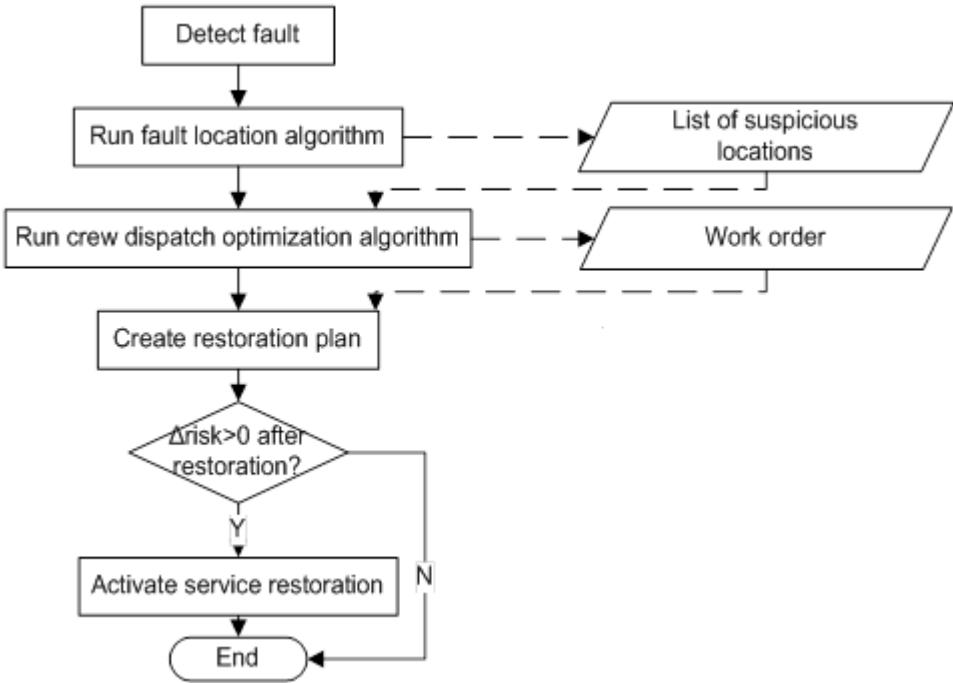 Detect fault
Run fault location algorithm
List of suspicious
locations
Run crew dispatch optimization algorithm
Work order
Create restoration plan
Δrisk>0 after
restoration?
Y
Activate service restoration
N
End